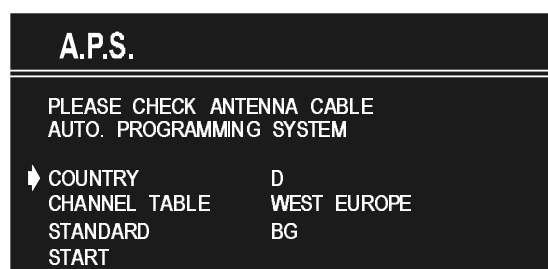 A.P.S.
PLEASE CHECK ANTENNA CABLE
AUTO. PROGRAMMING SYSTEM
COUNTRY D
CHANNEL TABLE WEST EUROPE
STANDARD BG
START